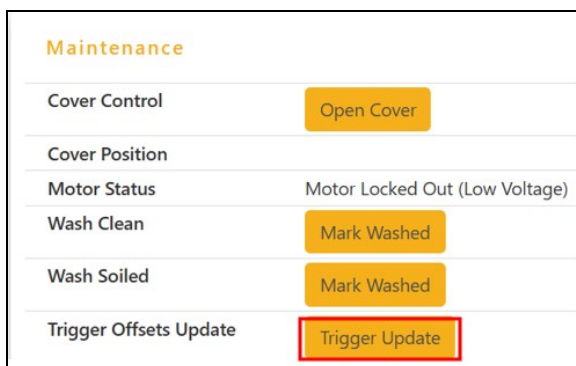 Maintenance
Cover Control Open Cover
Cover Position
Motor Status Motor Locked Out (Low Voltage)
Wash Clean Mark Washed
Wash Soiled Mark Washed
Trigger Offsets Update Trigger Update